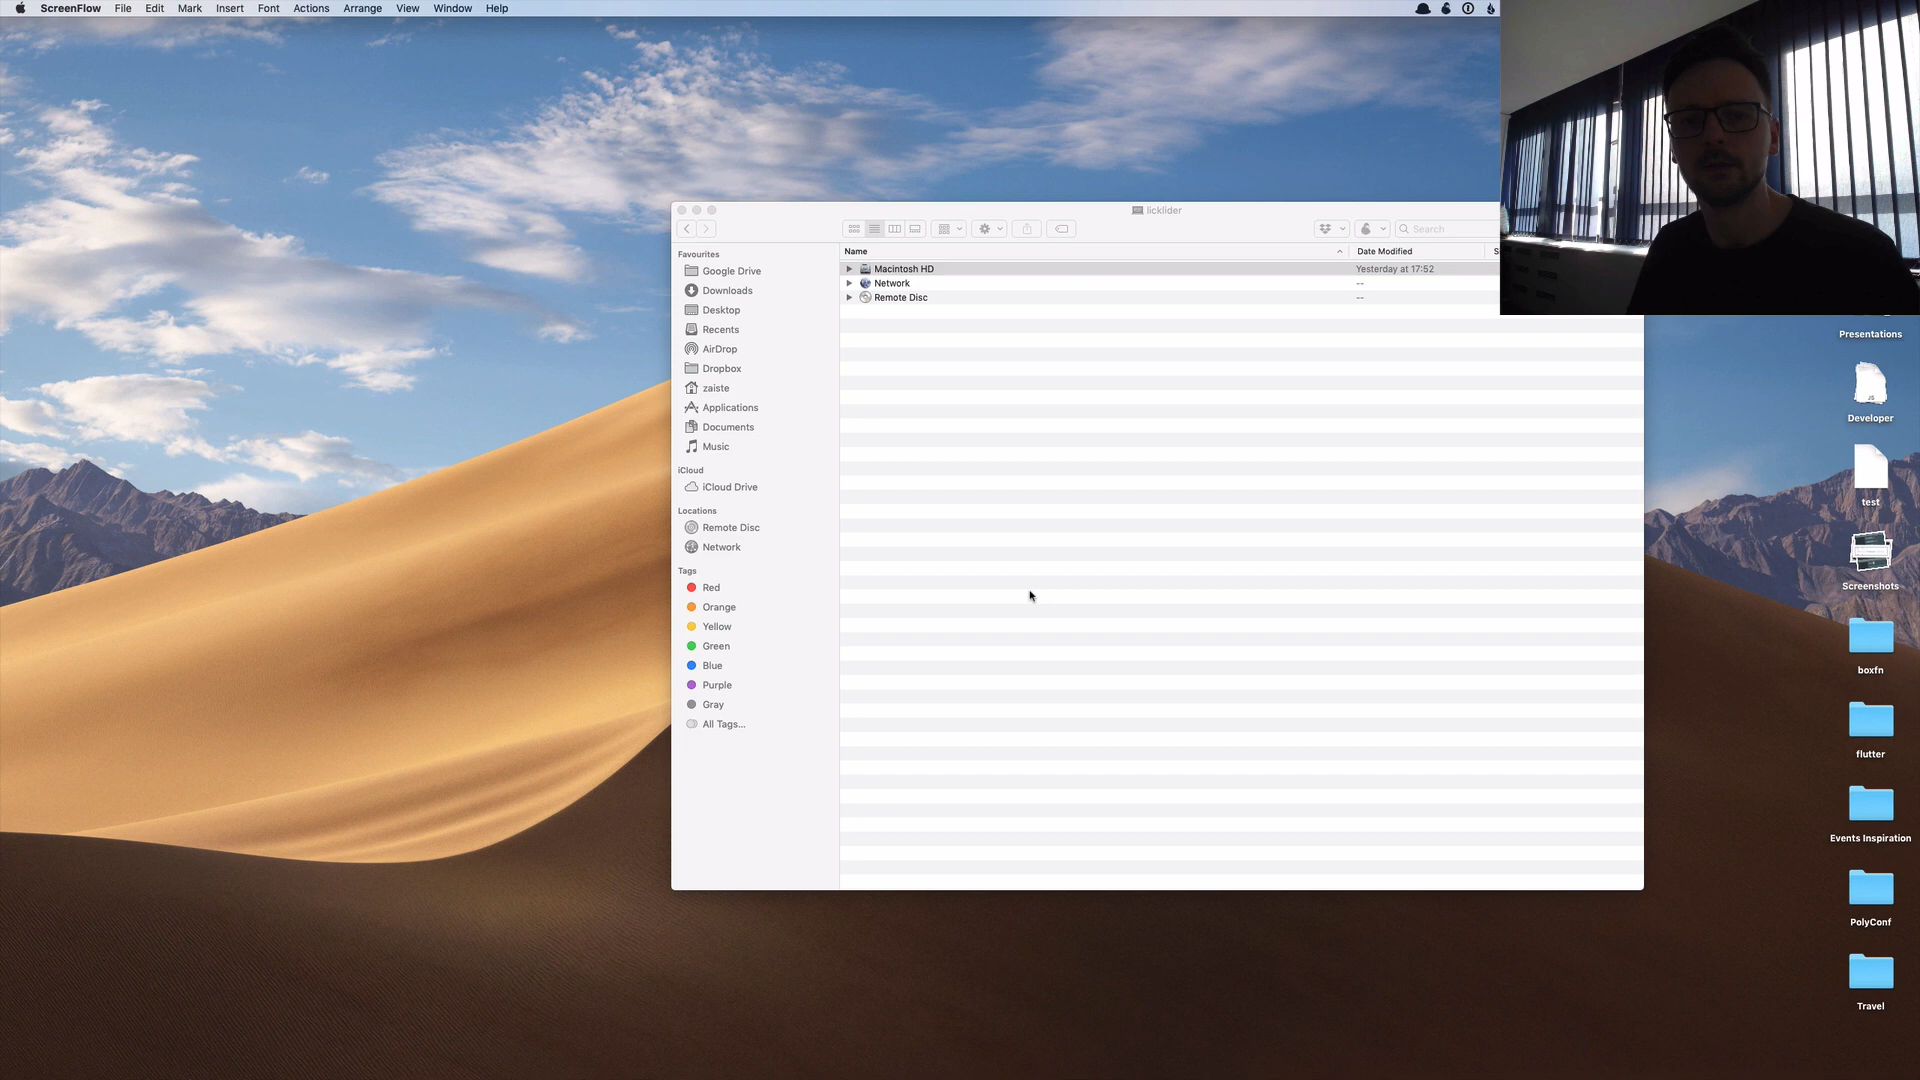 ScreenFlow File Edit Mark Insert Font Actions Arrange View Window Help
licklider
Search
Favourites
Google Drive
Downloads
Desktop
Recents
AirDrop
Dropbox
zaiste
Applications
Documents
Music
iCloud
iCloud Drive
Locations
Remote Disc
Network
Tags
Red
Orange
Yellow
Green
Blue
Purple
Gray
All Tags...
Name Date Modified S
Macintosh HD Yesterday at 17:52
Network --
Remote Disc --
Presentations
JS
Developer
test
Screenshots
boxfn
flutter
Events Inspiration
PolyConf
Travel